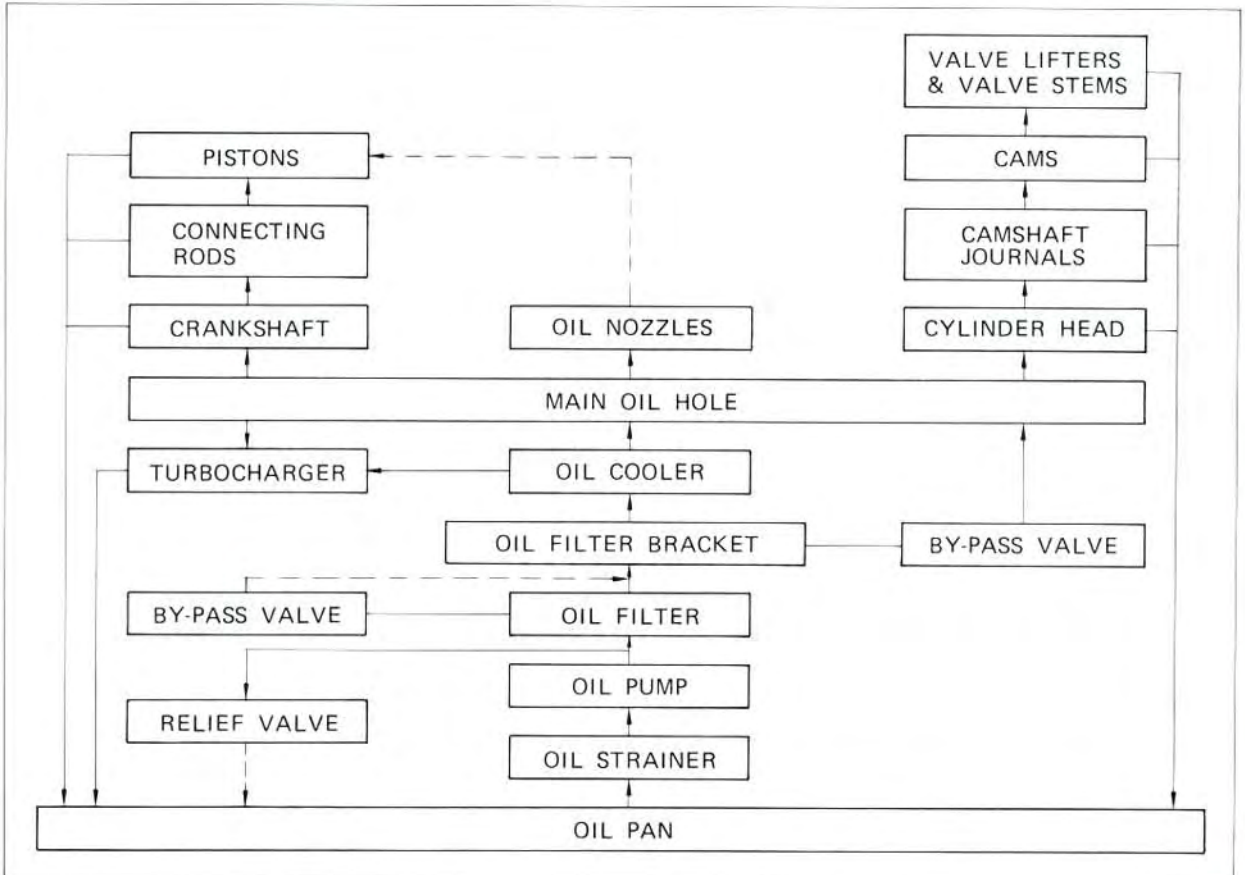 VALVE LIFTERS
& VALVE STEMS
PISTONS
CAMS
CONNECTING
RODS
CAMSHAFT
JOURNALS
CRANKSHAFT
OIL NOZZLES
CYLINDER HEAD
MAIN OIL HOLE
TURBOCHARGER
OIL COOLER
OIL FILTER BRACKET
BY-PASS VALVE
BY-PASS VALVE
OIL FILTER
OIL PUMP
RELIEF VALVE
OIL STRAINER
OIL PAN